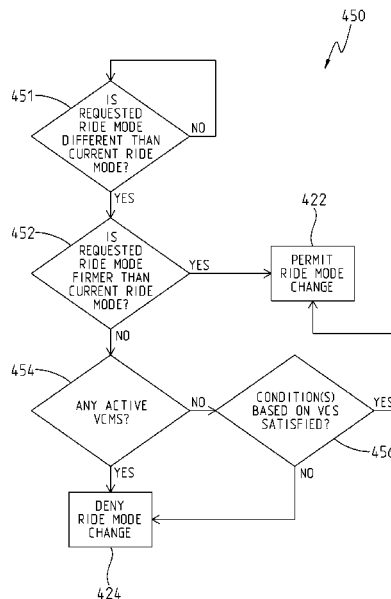 450
451
IS
REQUESTED
RIDE MODE
DIFFERENT THAN
CURRENT RIDE
MODE?
NO
YES
452
IS
REQUESTED
RIDE MODE
FIRMER THAN
CURRENT RIDE
MODE?
YES
NO
422
PERMIT
RIDE MODE
CHANGE
454
ANY ACTIVE
VCMS?
NO
YES
CONDITION(S)
BASED ON VCS
SATISFIED?
YES
456
NO
DENY
RIDE MODE
CHANGE
424